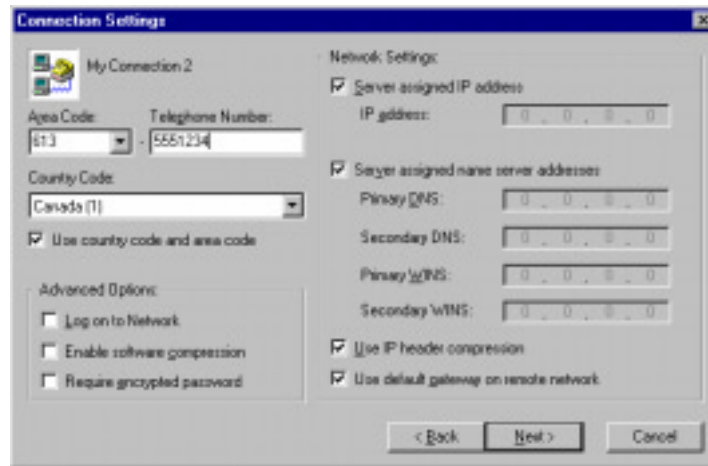 Connection Settings
My Connection 2
Area Code:
Telephone Number:
613
-
5551234
Country Code:
Canada (1)
Use country code and area code
Advanced Options:
Log on to Network
Enable software compression
Require encrypted password
Network Settings:
Server assigned IP address
IP address:
0 . 0 . 0 . 0
Server assigned name server addresses
Primary DNS:
0 . 0 . 0 . 0
Secondary DNS:
0 . 0 . 0 . 0
Primary WINS:
0 . 0 . 0 . 0
Secondary WINS:
0 . 0 . 0 . 0
Use IP header compression
Use default gateway on remote network
< Back
Next >
Cancel